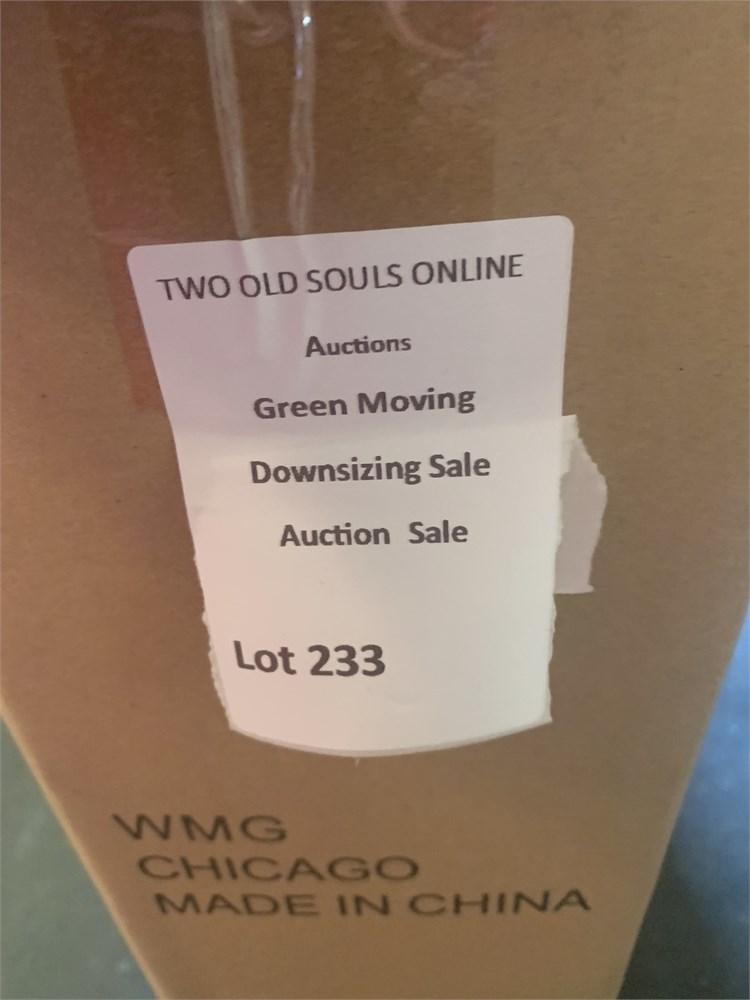 TWO OLD SOULS ONLINE
Auctions
Green Moving
Downsizing Sale
Auction Sale
Lot 233
WMG
CHICAGO
MADE IN CHINA